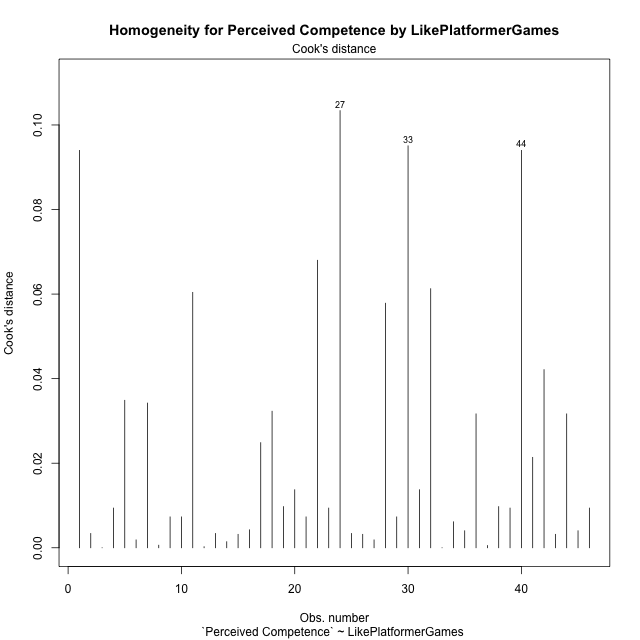 Homogeneity for Perceived Competence by LikePlatformerGames
Cook's distance
27
33
44
Cook's distance
0.10
0.08
0.06
0.04
0.02
0.00
0 10 20 30 40
Obs. number
`Perceived Competence` ~ LikePlatformerGames